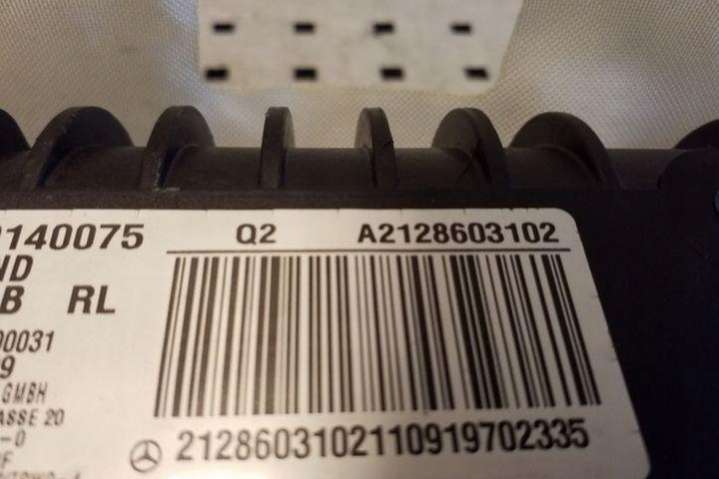 140075 Q2 A2128603102
ND
B RL
00031
9
GMBH
ASSE 20
-0
2128603102110919702335